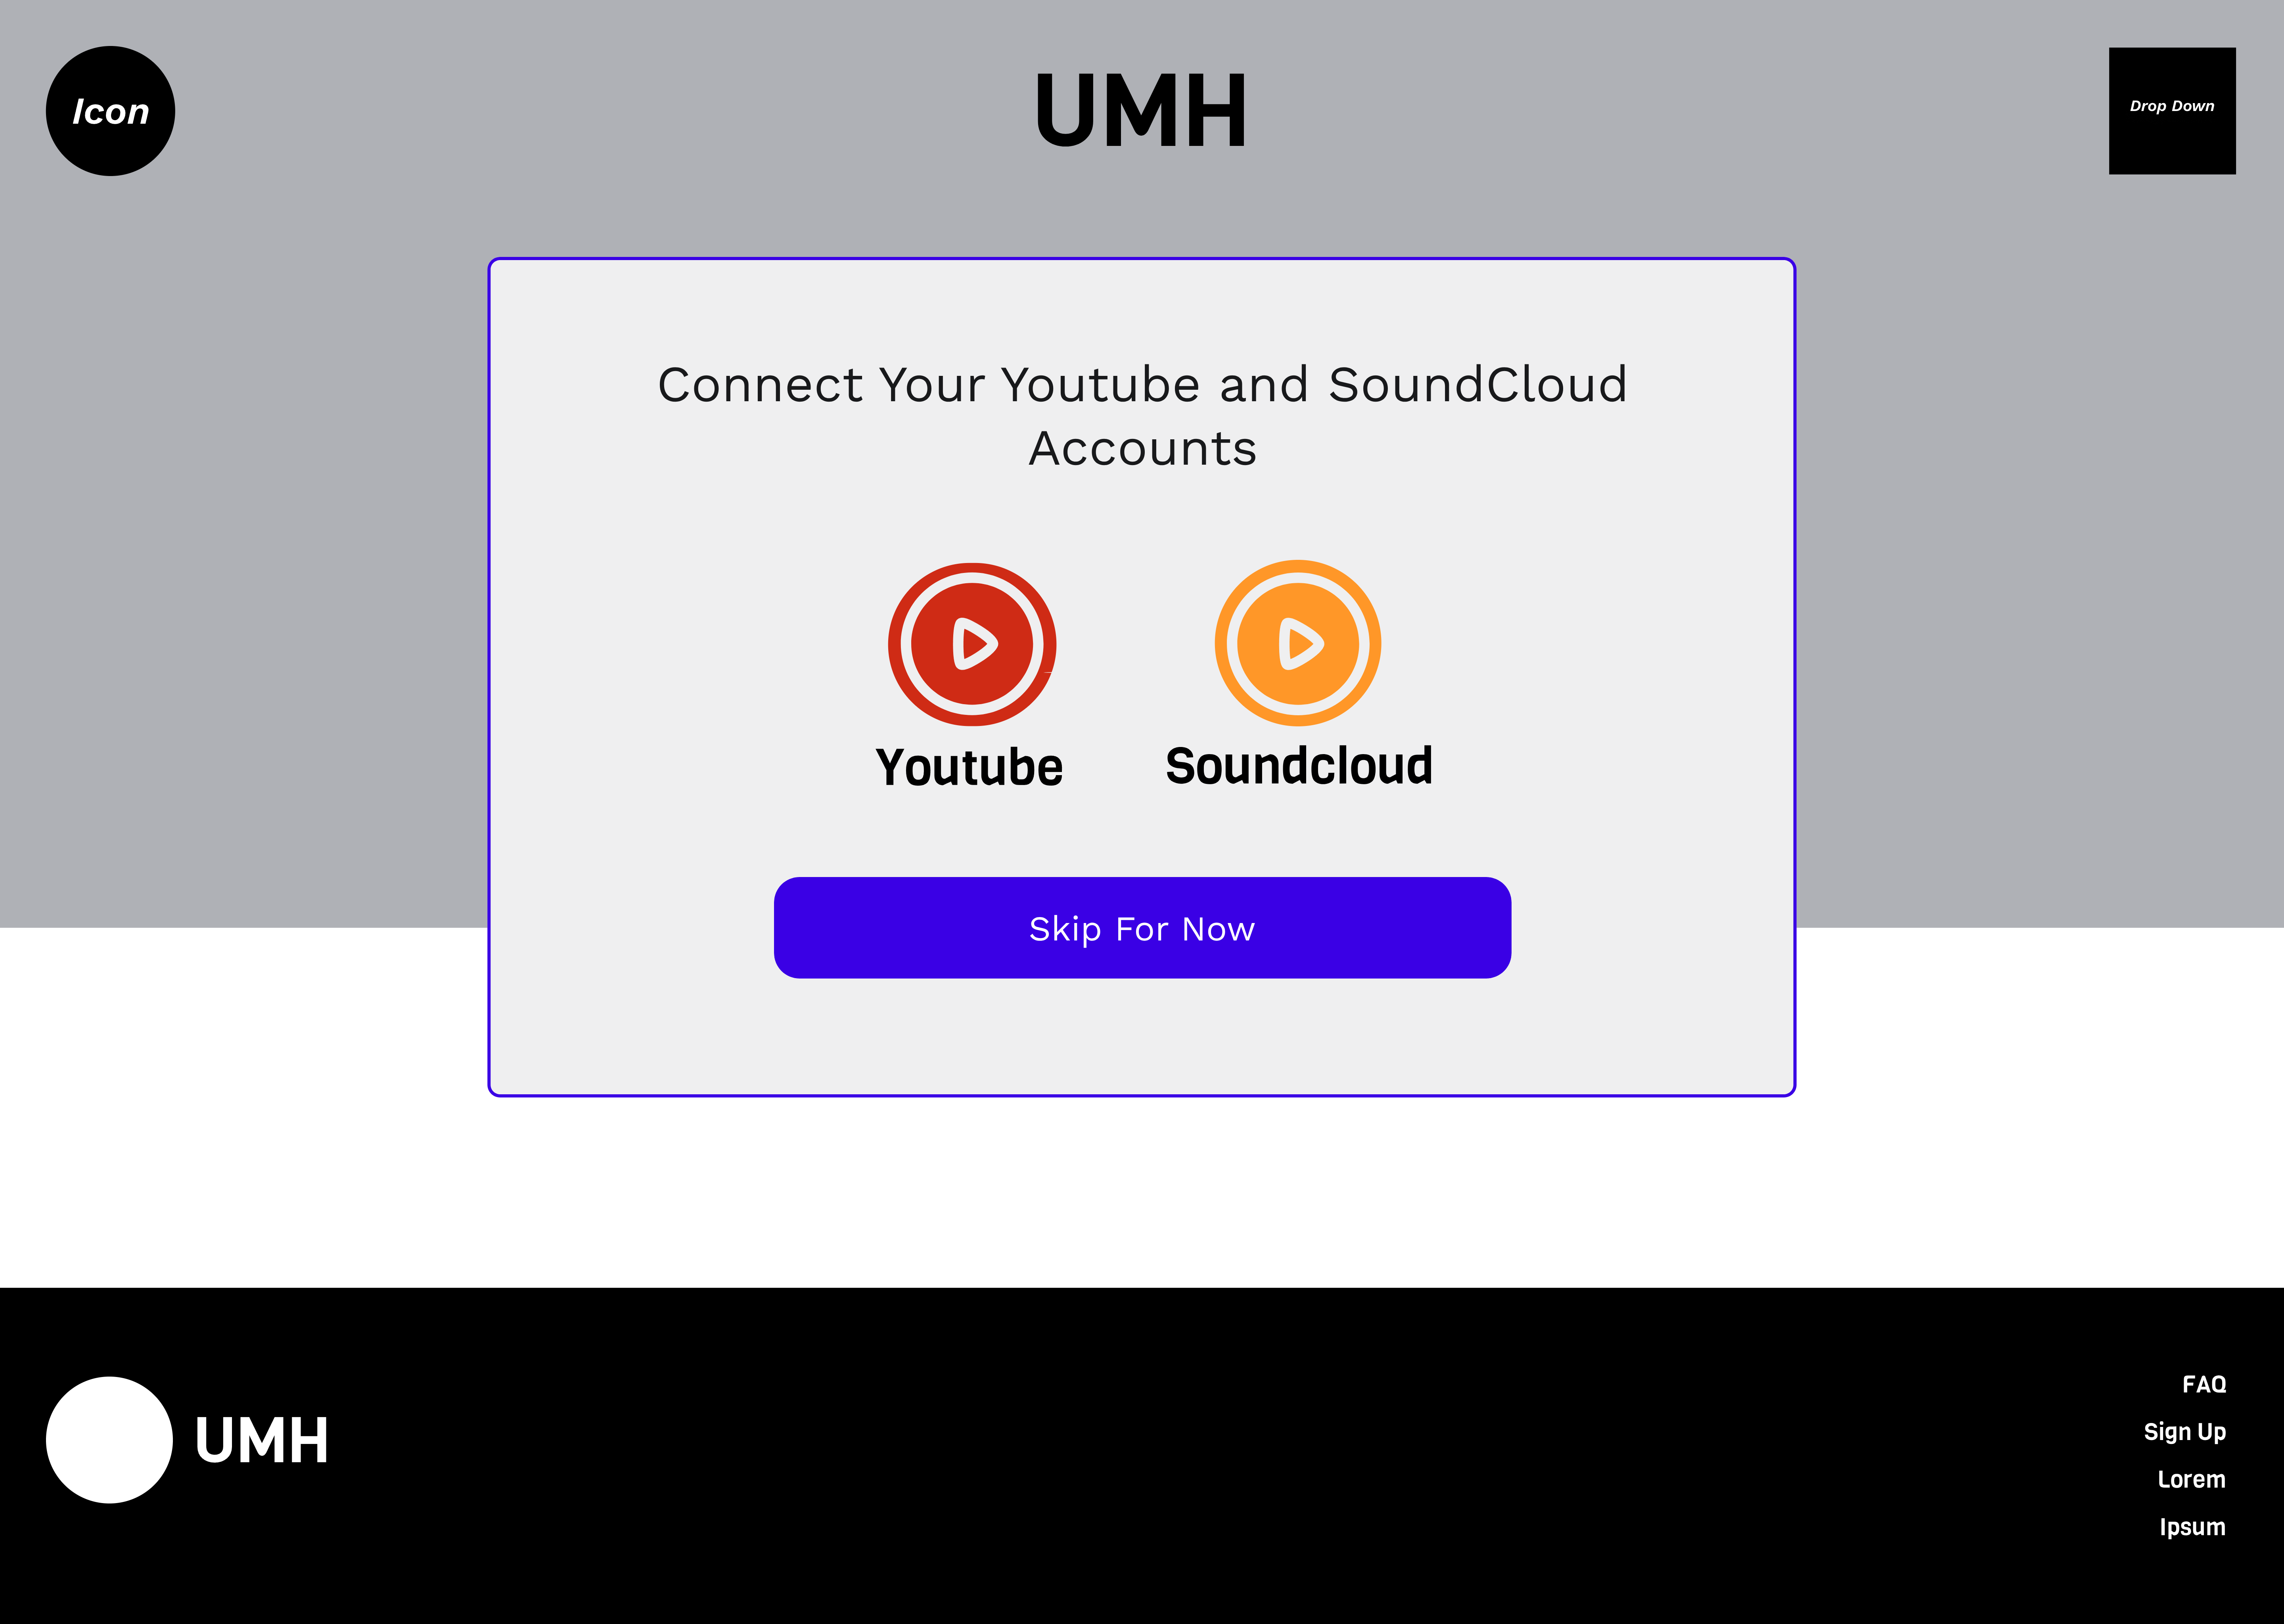 Icon
UMH
Drop Down
Connect Your Youtube and SoundCloud
Accounts
Youtube
Soundcloud
Skip For Now
UMH
FAQ
Sign Up
Lorem
Ipsum